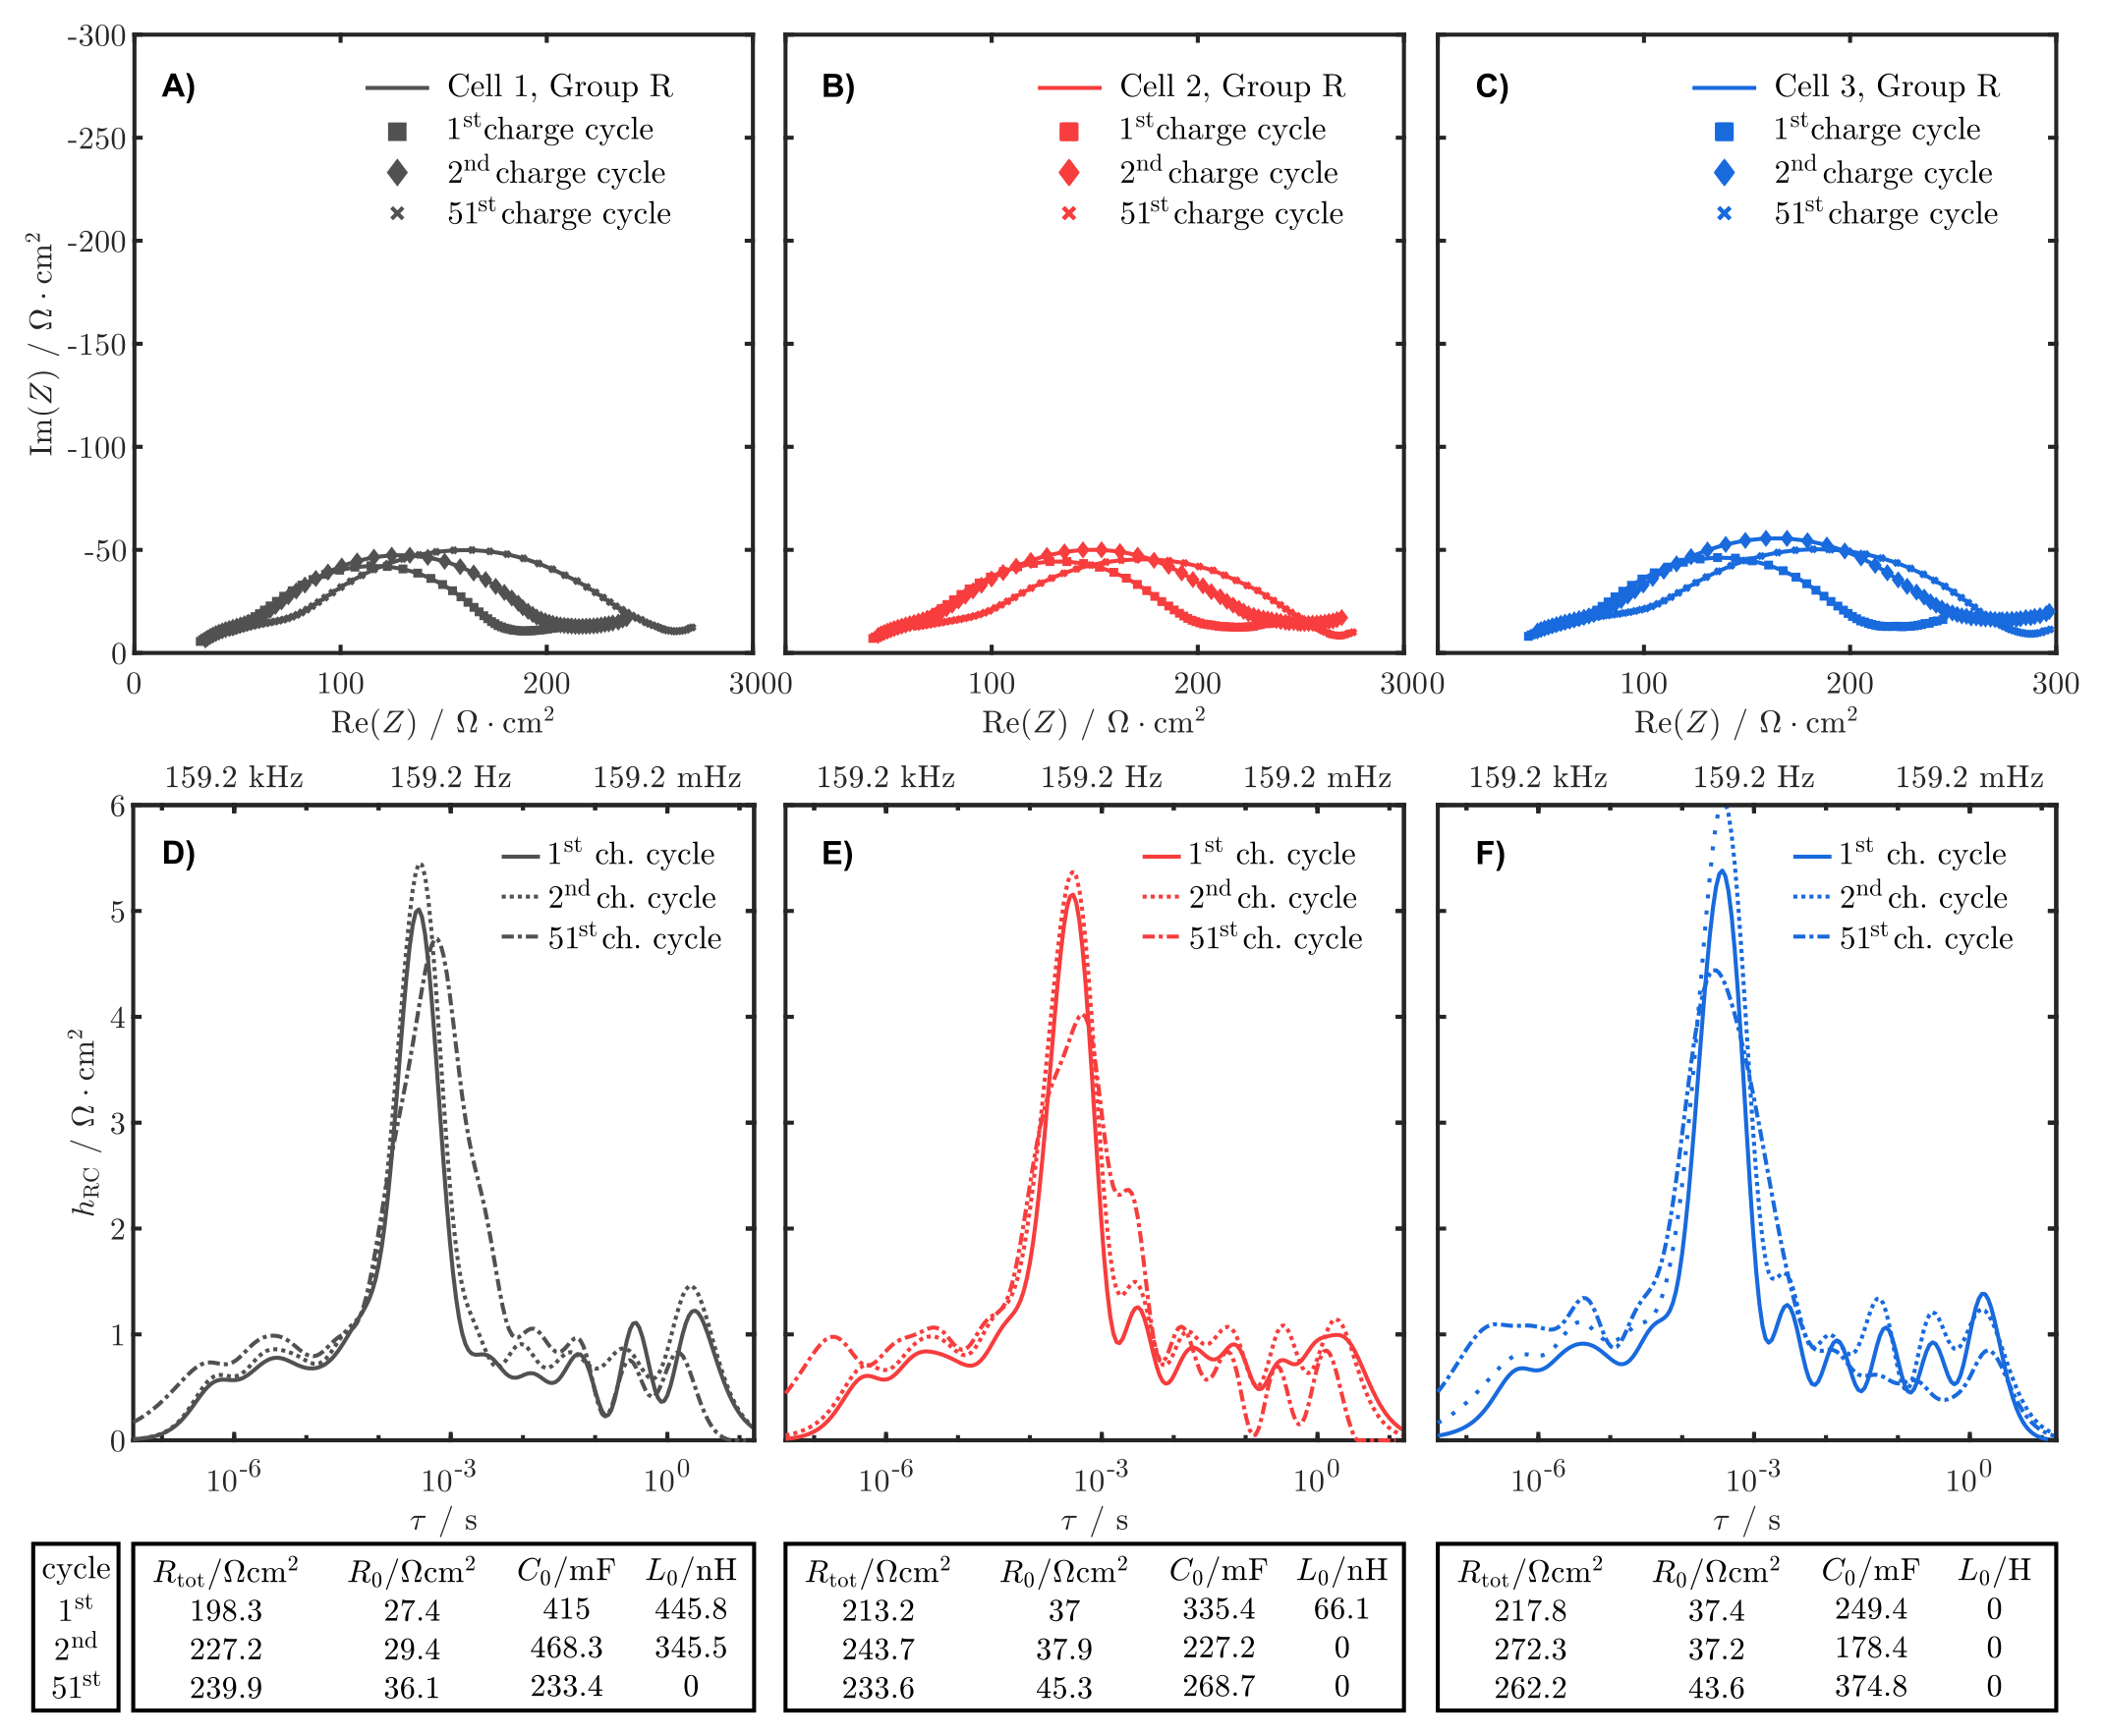 A)
Cell 1, Group R
1st charge cycle
2nd charge cycle
51st charge cycle
B)
Cell 2, Group R
1st charge cycle
2nd charge cycle
51st charge cycle
C)
Cell 3, Group R
1st charge cycle
2nd charge cycle
51st charge cycle
-300
-250
-200
-150
-100
-50
0
Im(Z) / Ω · cm²
0 100 200 300
0 100 200 300
0 100 200 300
Re(Z) / Ω · cm²
Re(Z) / Ω · cm²
Re(Z) / Ω · cm²
159.2 kHz 159.2 Hz 159.2 mHz
159.2 kHz 159.2 Hz 159.2 mHz
159.2 kHz 159.2 Hz 159.2 mHz
D)
1st ch. cycle
2nd ch. cycle
51st ch. cycle
E)
1st ch. cycle
2nd ch. cycle
51st ch. cycle
F)
1st ch. cycle
2nd ch. cycle
51st ch. cycle
6
5
4
3
2
1
0
hRC / Ω · cm²
10⁻⁶ 10⁻³ 10⁰
10⁻⁶ 10⁻³ 10⁰
10⁻⁶ 10⁻³ 10⁰
τ / s
τ / s
τ / s
cycle
1st
2nd
51st
Rtot/Ωcm² R0/Ωcm² C0/mF L0/nH
198.3 27.4 415 445.8
227.2 29.4 468.3 345.5
239.9 36.1 233.4 0
Rtot/Ωcm² R0/Ωcm² C0/mF L0/nH
213.2 37 335.4 66.1
243.7 37.9 227.2 0
233.6 45.3 268.7 0
Rtot/Ωcm² R0/Ωcm² C0/mF L0/H
217.8 37.4 249.4 0
272.3 37.2 178.4 0
262.2 43.6 374.8 0